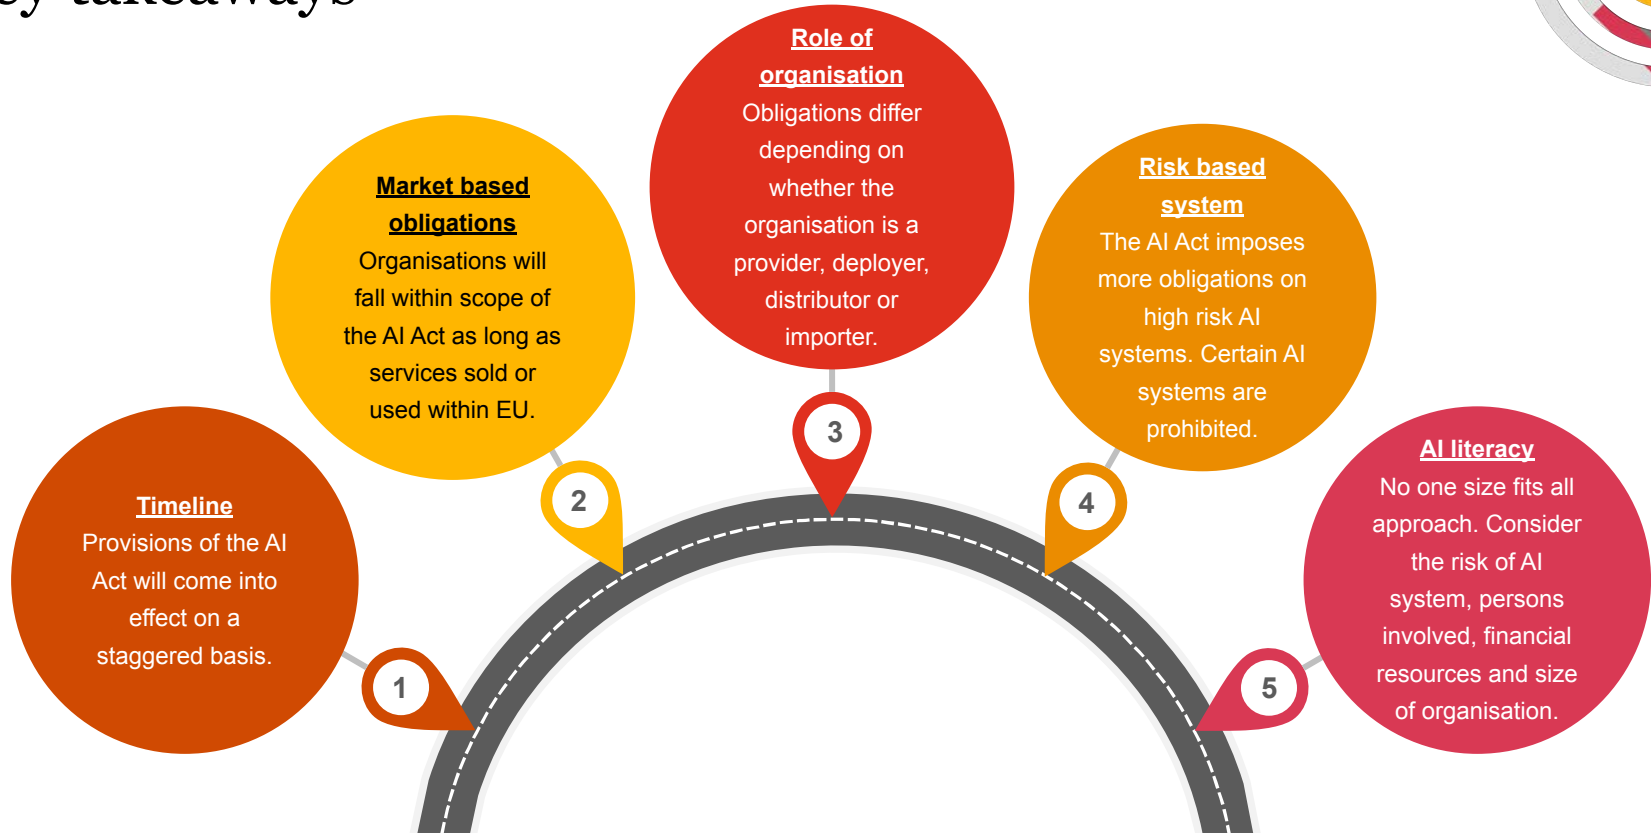 takeaways
Timeline
Provisions of the AI
Act will come into
effect on a
staggered basis.
1
Market based
obligations
Organisations will
fall within scope of
the AI Act as long as
services sold or
used within EU.
2
Role of
organisation
Obligations differ
depending on
whether the
organisation is a
provider, deployer,
distributor or
importer.
3
Risk based
system
The AI Act imposes
more obligations on
high risk AI
systems. Certain AI
systems are
prohibited.
4
AI literacy
No one size fits all
approach. Consider
the risk of AI
system, persons
involved, financial
resources and size
of organisation.
5